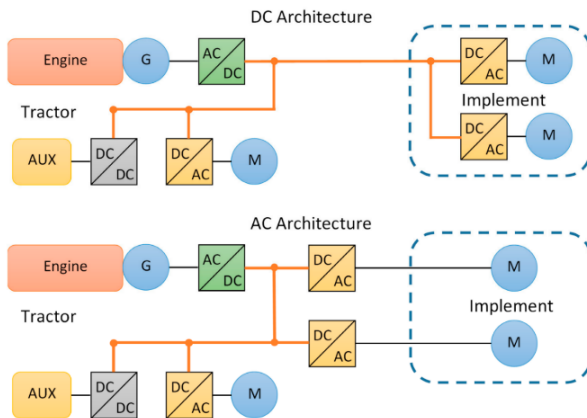 DC Architecture
Engine
G
AC
DC
DC
AC
M
Tractor
Implement
AUX
DC
DC
DC
AC
M
DC
AC
M
AC Architecture
Engine
G
AC
DC
DC
AC
M
Tractor
Implement
DC
AC
M
AUX
DC
DC
DC
AC
M